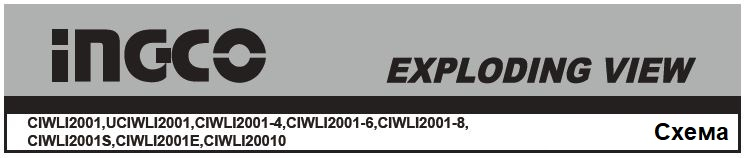 INGCO
EXPLODING VIEW
CIWLI2001,UCIWLI2001,CIWLI2001-4,CIWLI2001-6,CIWLI2001-8,
CIWLI2001S,CIWLI2001E,CIWLI20010
Схема